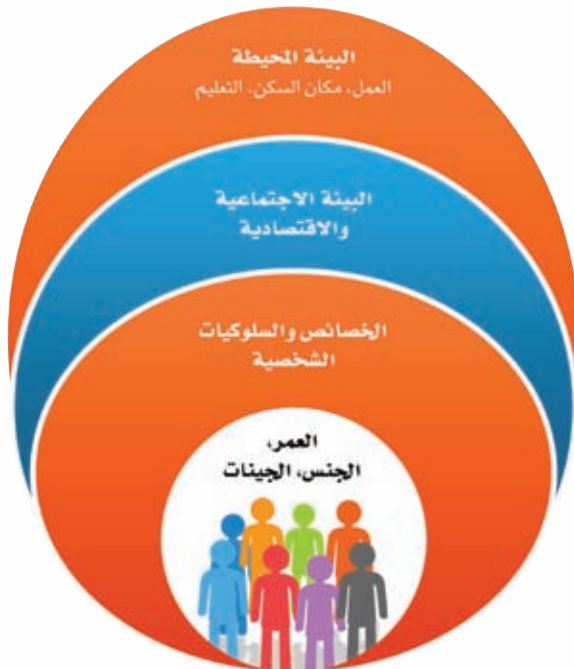 البيئة المحيطة
العمل، مكان السكن، التعليم
البيئة الاجتماعية
والاقتصادية
الخصائص والسلوكيات
الشخصية
العمر،
الجنس، الجينات